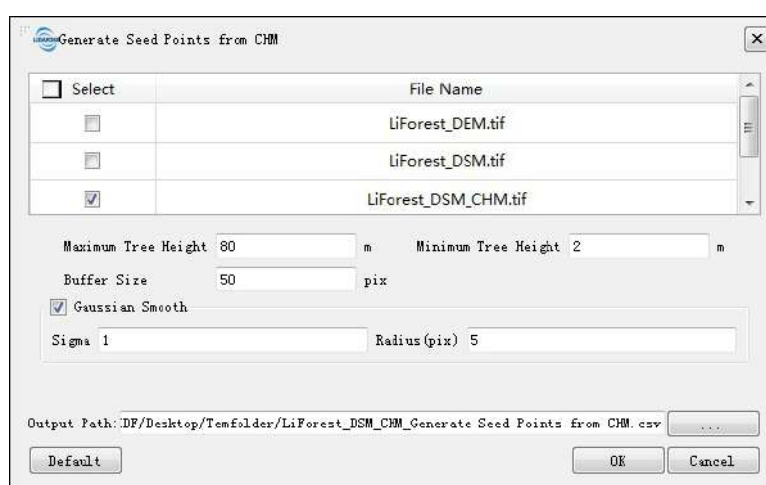 Generate Seed Points from CHM
Select File Name
LiForest_DEM.tif
LiForest_DSM.tif
LiForest_DSM_CHM.tif
Maximum Tree Height 80 m Minimum Tree Height 2 m
Buffer Size 50 pix
Gaussian Smooth
Sigma 1 Radius(pix) 5
Output Path: DF/Desktop/Temfolder/LiForest_DSM_CHM_Generate Seed Points from CHM.csv ...
Default OK Cancel